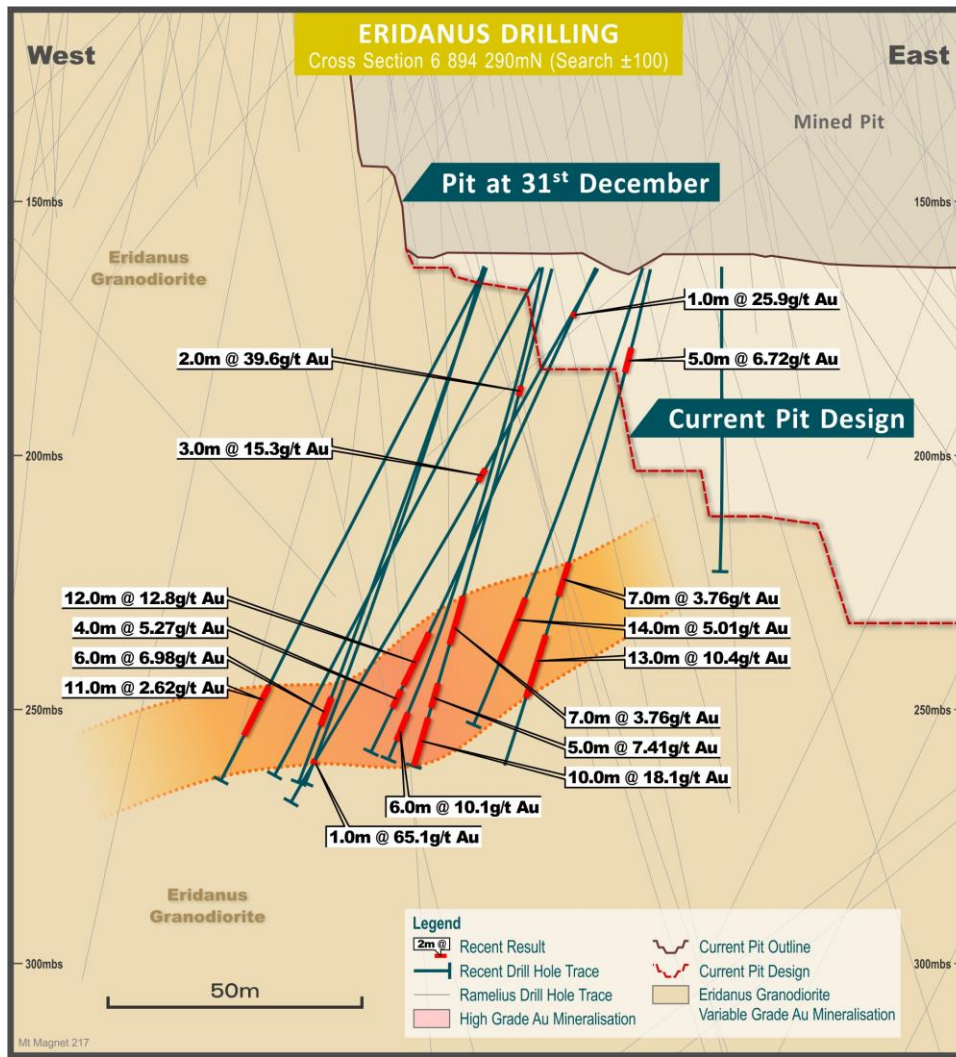 ERIDANUS DRILLING
Cross Section 6 894 290mN (Search ±100)
West
East
Mined Pit
Pit at 31st December
150mbs
150mbs
Eridanus
Granodiorite
1.0m @ 25.9g/t Au
2.0m @ 39.6g/t Au
5.0m @ 6.72g/t Au
Current Pit Design
3.0m @ 15.3g/t Au
200mbs
200mbs
12.0m @ 12.8g/t Au
7.0m @ 3.76g/t Au
4.0m @ 5.27g/t Au
14.0m @ 5.01g/t Au
6.0m @ 6.98g/t Au
13.0m @ 10.4g/t Au
11.0m @ 2.62g/t Au
250mbs
250mbs
7.0m @ 3.76g/t Au
5.0m @ 7.41g/t Au
10.0m @ 18.1g/t Au
6.0m @ 10.1g/t Au
1.0m @ 65.1g/t Au
Eridanus
Granodiorite
300mbs
300mbs
50m
Legend
2m @
Recent Result
Recent Drill Hole Trace
Ramelius Drill Hole Trace
High Grade Au Mineralisation
Current Pit Outline
Current Pit Design
Eridanus Granodiorite
Variable Grade Au Mineralisation
Mt Magnet 217